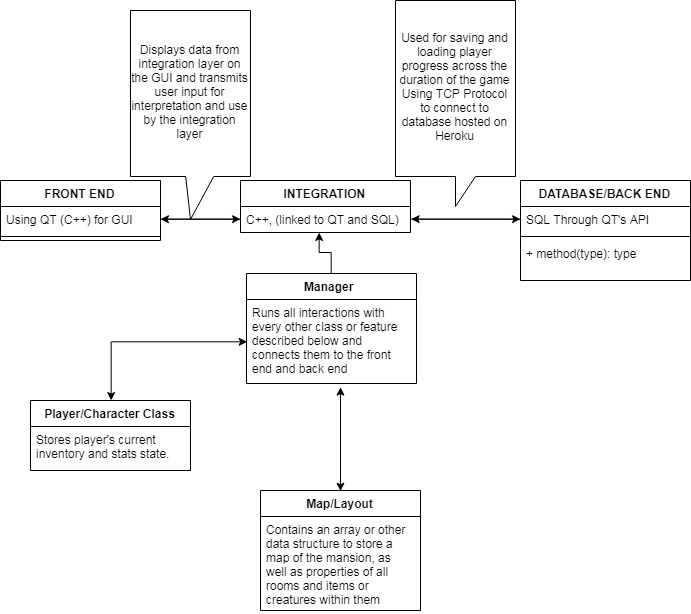 Displays data from
integration layer on
the GUI and transmits
user input for
interpretation and use
by the integration
layer
Used for saving and
loading player
progress across the
duration of the game
Using TCP Protocol
to connect to
database hosted on
Heroku
FRONT END
Using QT (C++) for GUI
INTEGRATION
C++, (linked to QT and SQL)
DATABASE/BACK END
SQL Through QT's API
+ method(type): type
Manager
Runs all interactions with
every other class or feature
described below and
connects them to the front
end and back end
Player/Character Class
Stores player's current
inventory and stats state.
Map/Layout
Contains an array or other
data structure to store a
map of the mansion, as
well as properties of all
rooms and items or
creatures within them